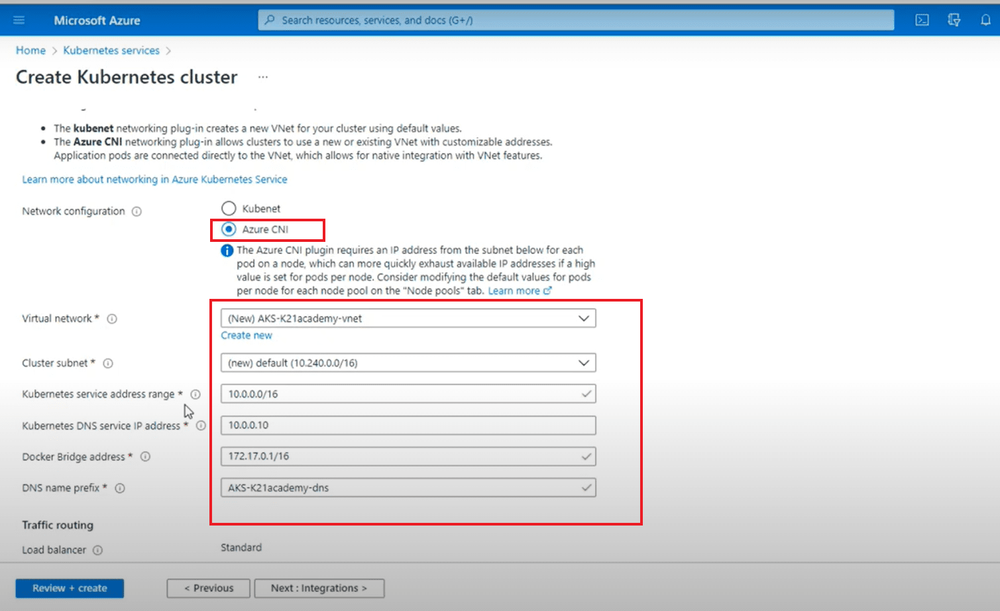 Microsoft Azure
Search resources, services, and docs (G+/)
Home > Kubernetes services >
Create Kubernetes cluster ...
• The kubenet networking plug-in creates a new VNet for your cluster using default values.
• The Azure CNI networking plug-in allows clusters to use a new or existing VNet with customizable addresses.
Application pods are connected directly to the VNet, which allows for native integration with VNet features.
Learn more about networking in Azure Kubernetes Service
Network configuration
Kubenet
Azure CNI
The Azure CNI plugin requires an IP address from the subnet below for each
pod on a node, which can more quickly exhaust available IP addresses if a high
value is set for pods per node. Consider modifying the default values for pods
per node for each node pool on the "Node pools" tab. Learn more
Virtual network *
(New) AKS-K21academy-vnet
Create new
Cluster subnet *
(new) default (10.240.0.0/16)
Kubernetes service address range *
10.0.0.0/16
Kubernetes DNS service IP address *
10.0.0.10
Docker Bridge address *
172.17.0.1/16
DNS name prefix *
AKS-K21academy-dns
Traffic routing
Load balancer
Standard
Review + create
< Previous
Next : Integrations >